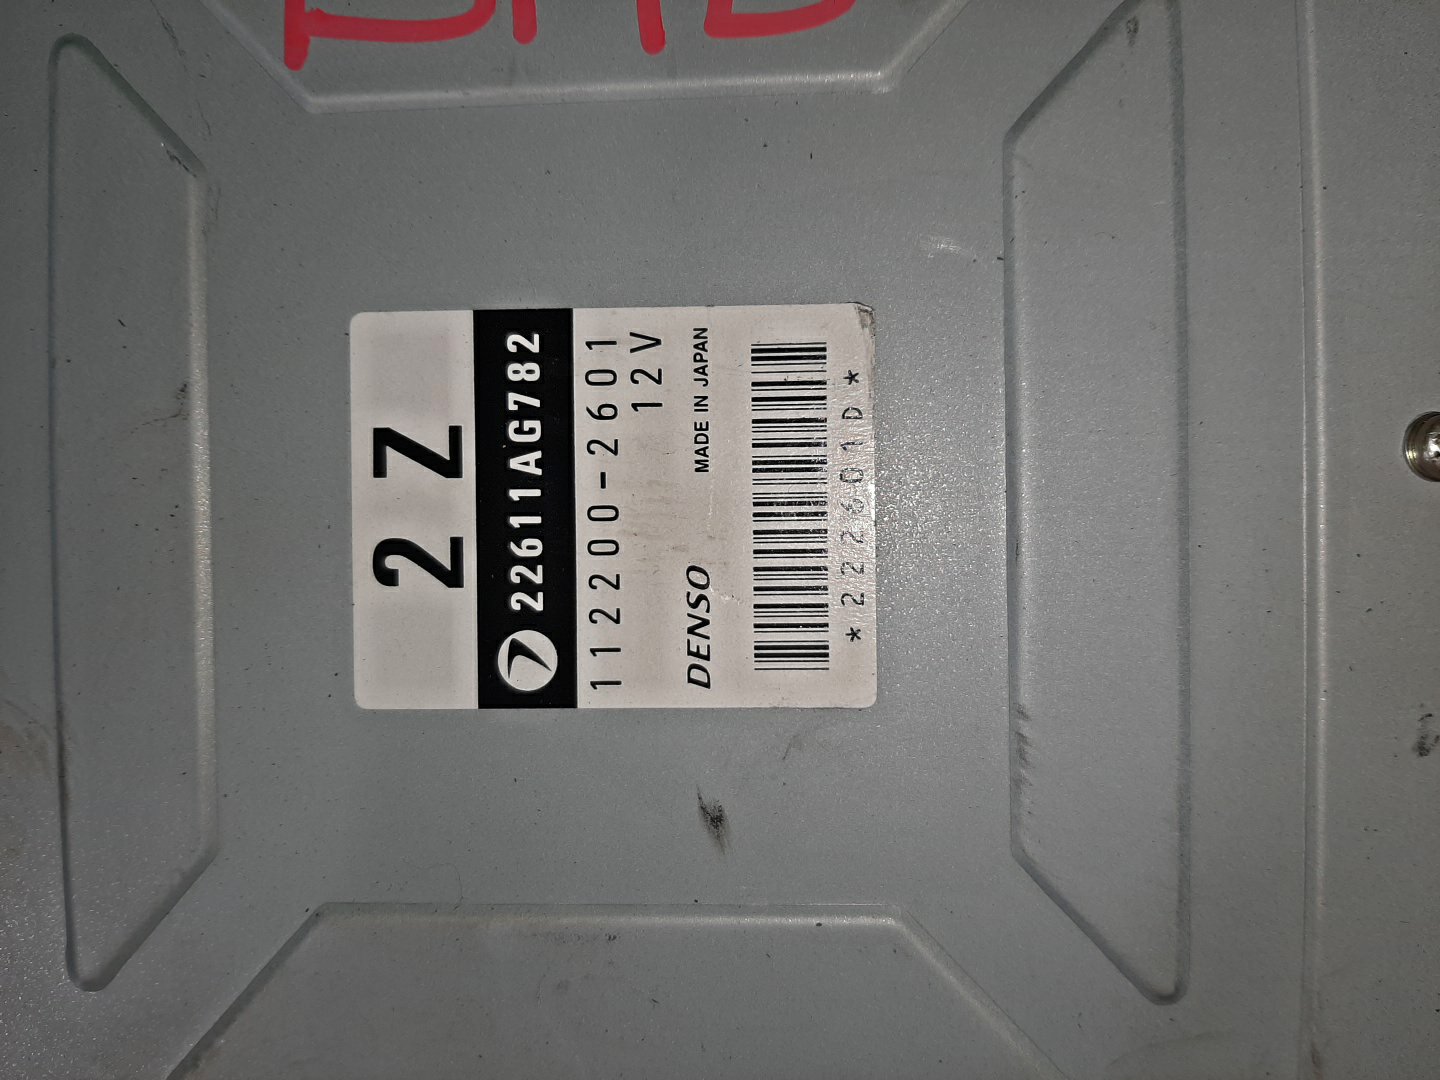 2 Z
22611AG782
112200-2601
12V
DENSO MADE IN JAPAN
*222601D*